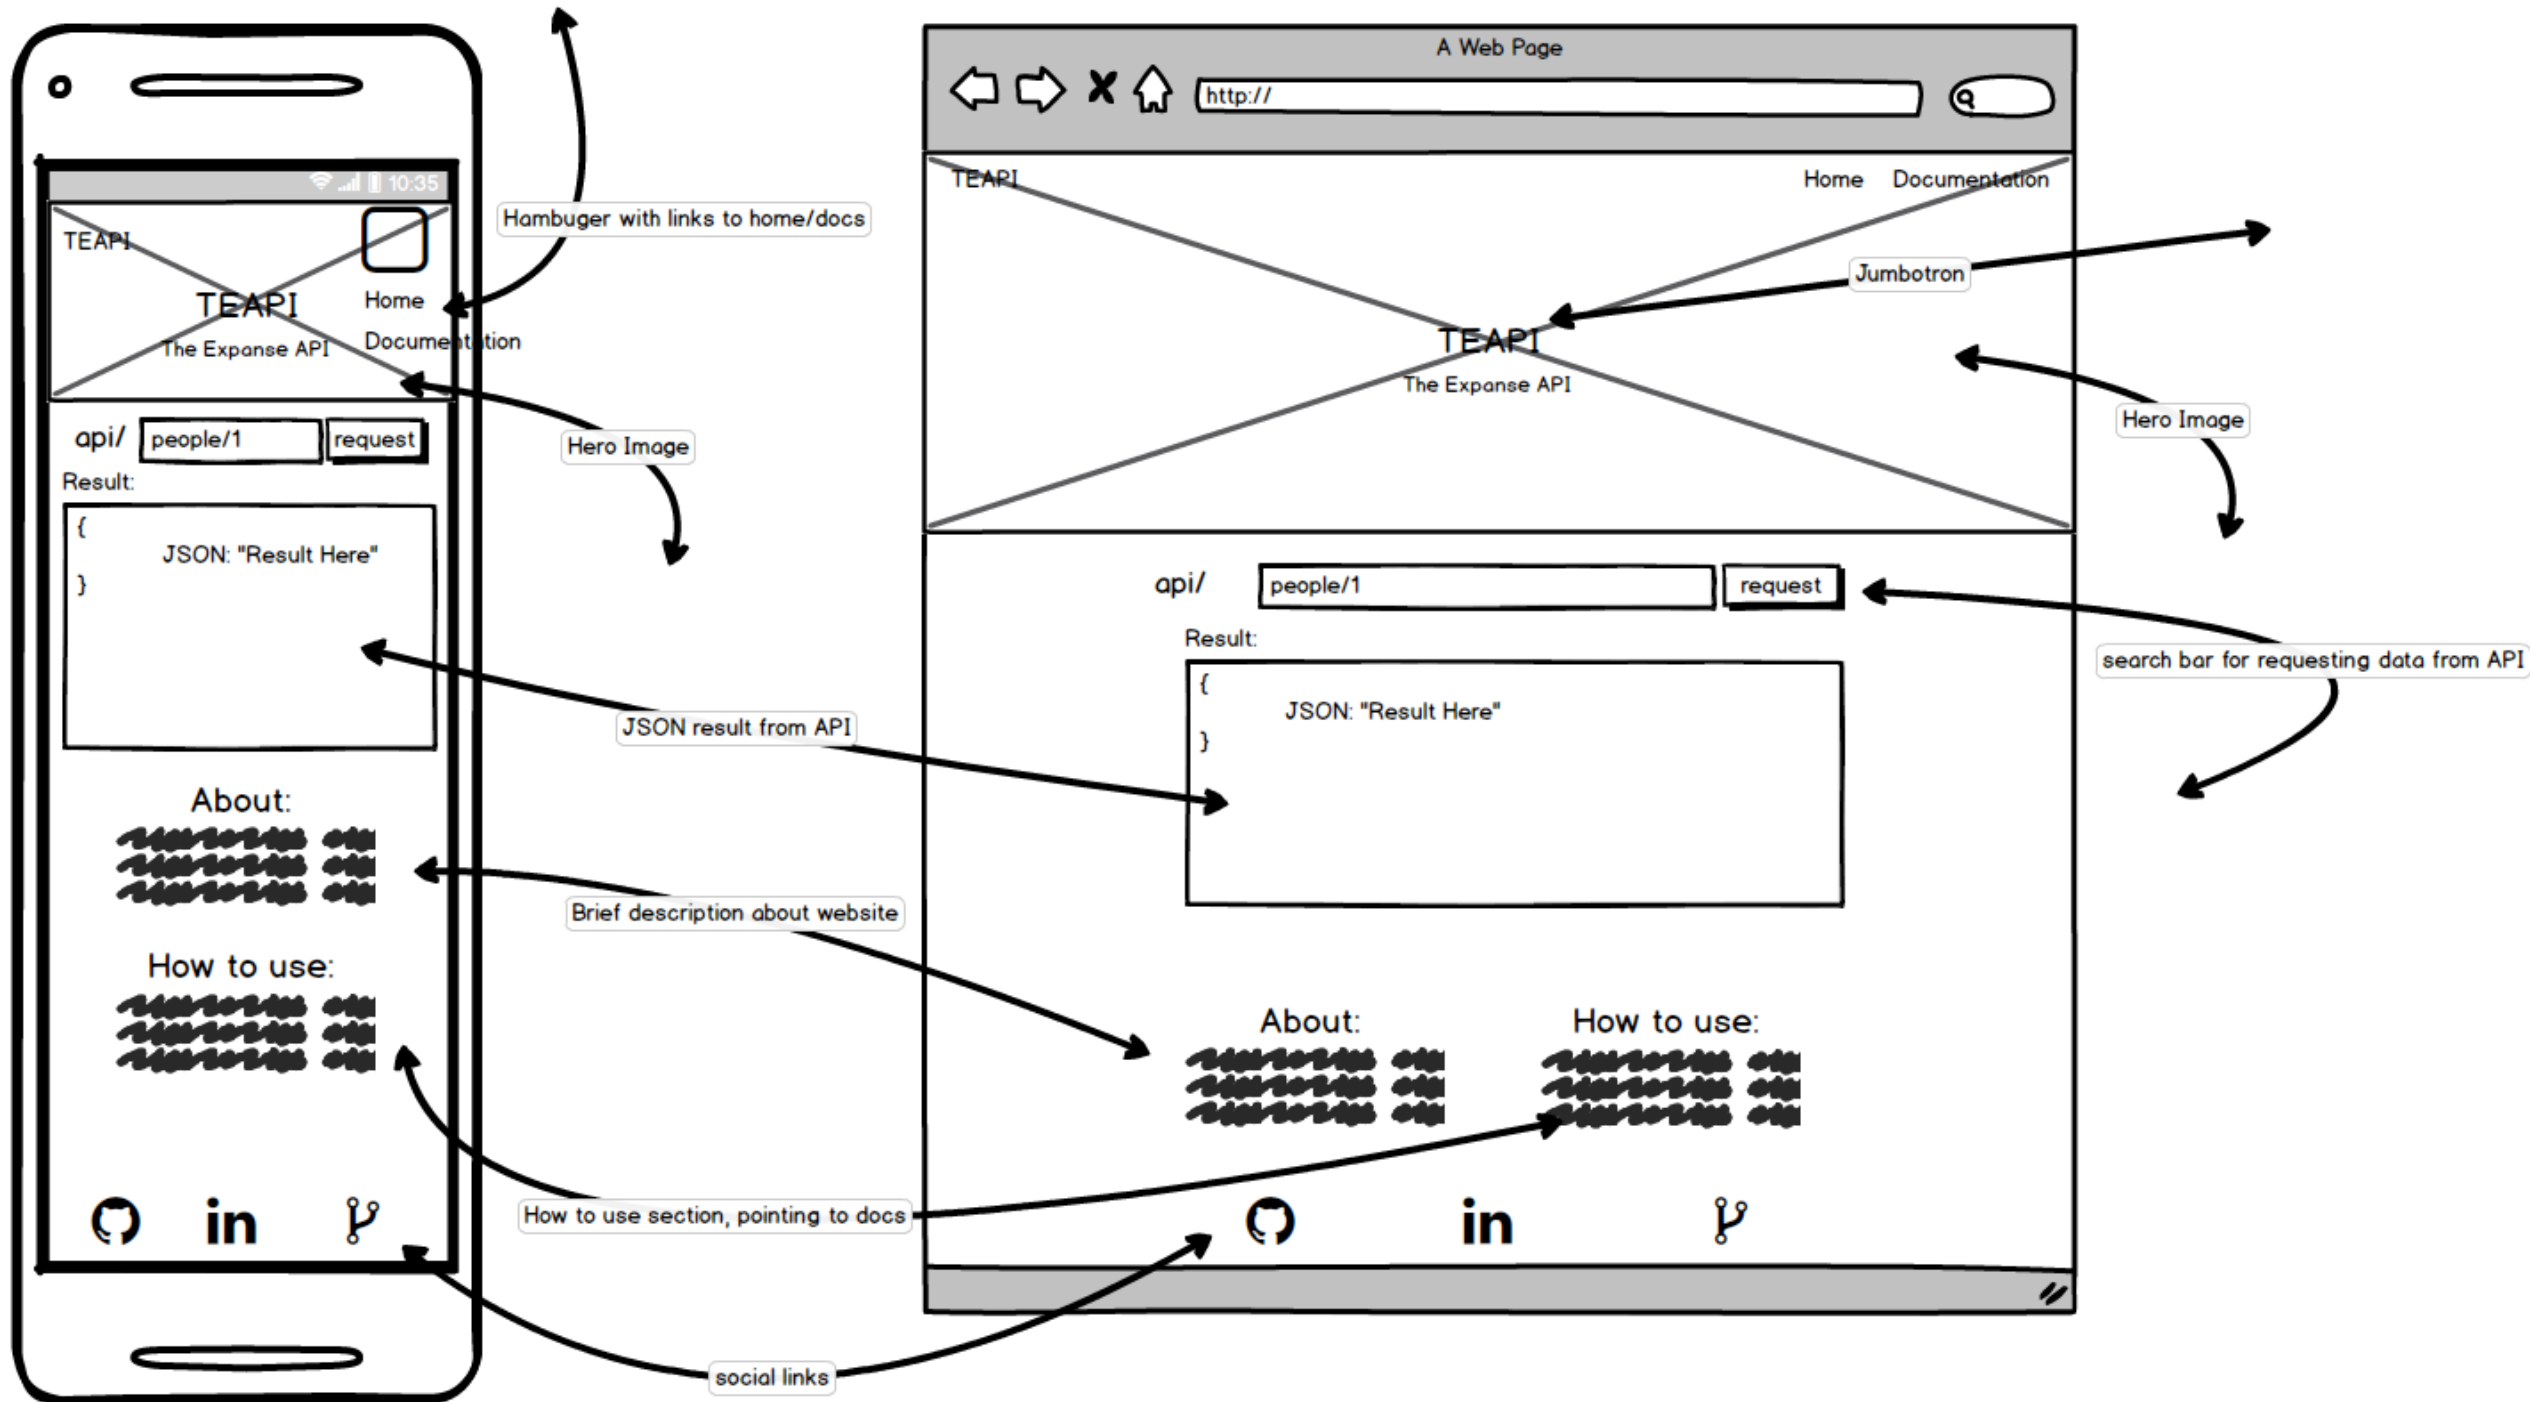 10:35
TEAPI
Home
Documentation
TEAPI
The Expanse API
api/ people/1 request
Result:
{
JSON: "Result Here"
}
About:
How to use:
in
Hambuger with links to home/docs
Hero Image
JSON result from API
Brief description about website
How to use section, pointing to docs
social links
A Web Page
http://
TEAPI Home Documentation
Jumbotron
TEAPI
The Expanse API
Hero Image
api/ people/1 request
search bar for requesting data from API
Result:
{
JSON: "Result Here"
}
About: How to use:
in